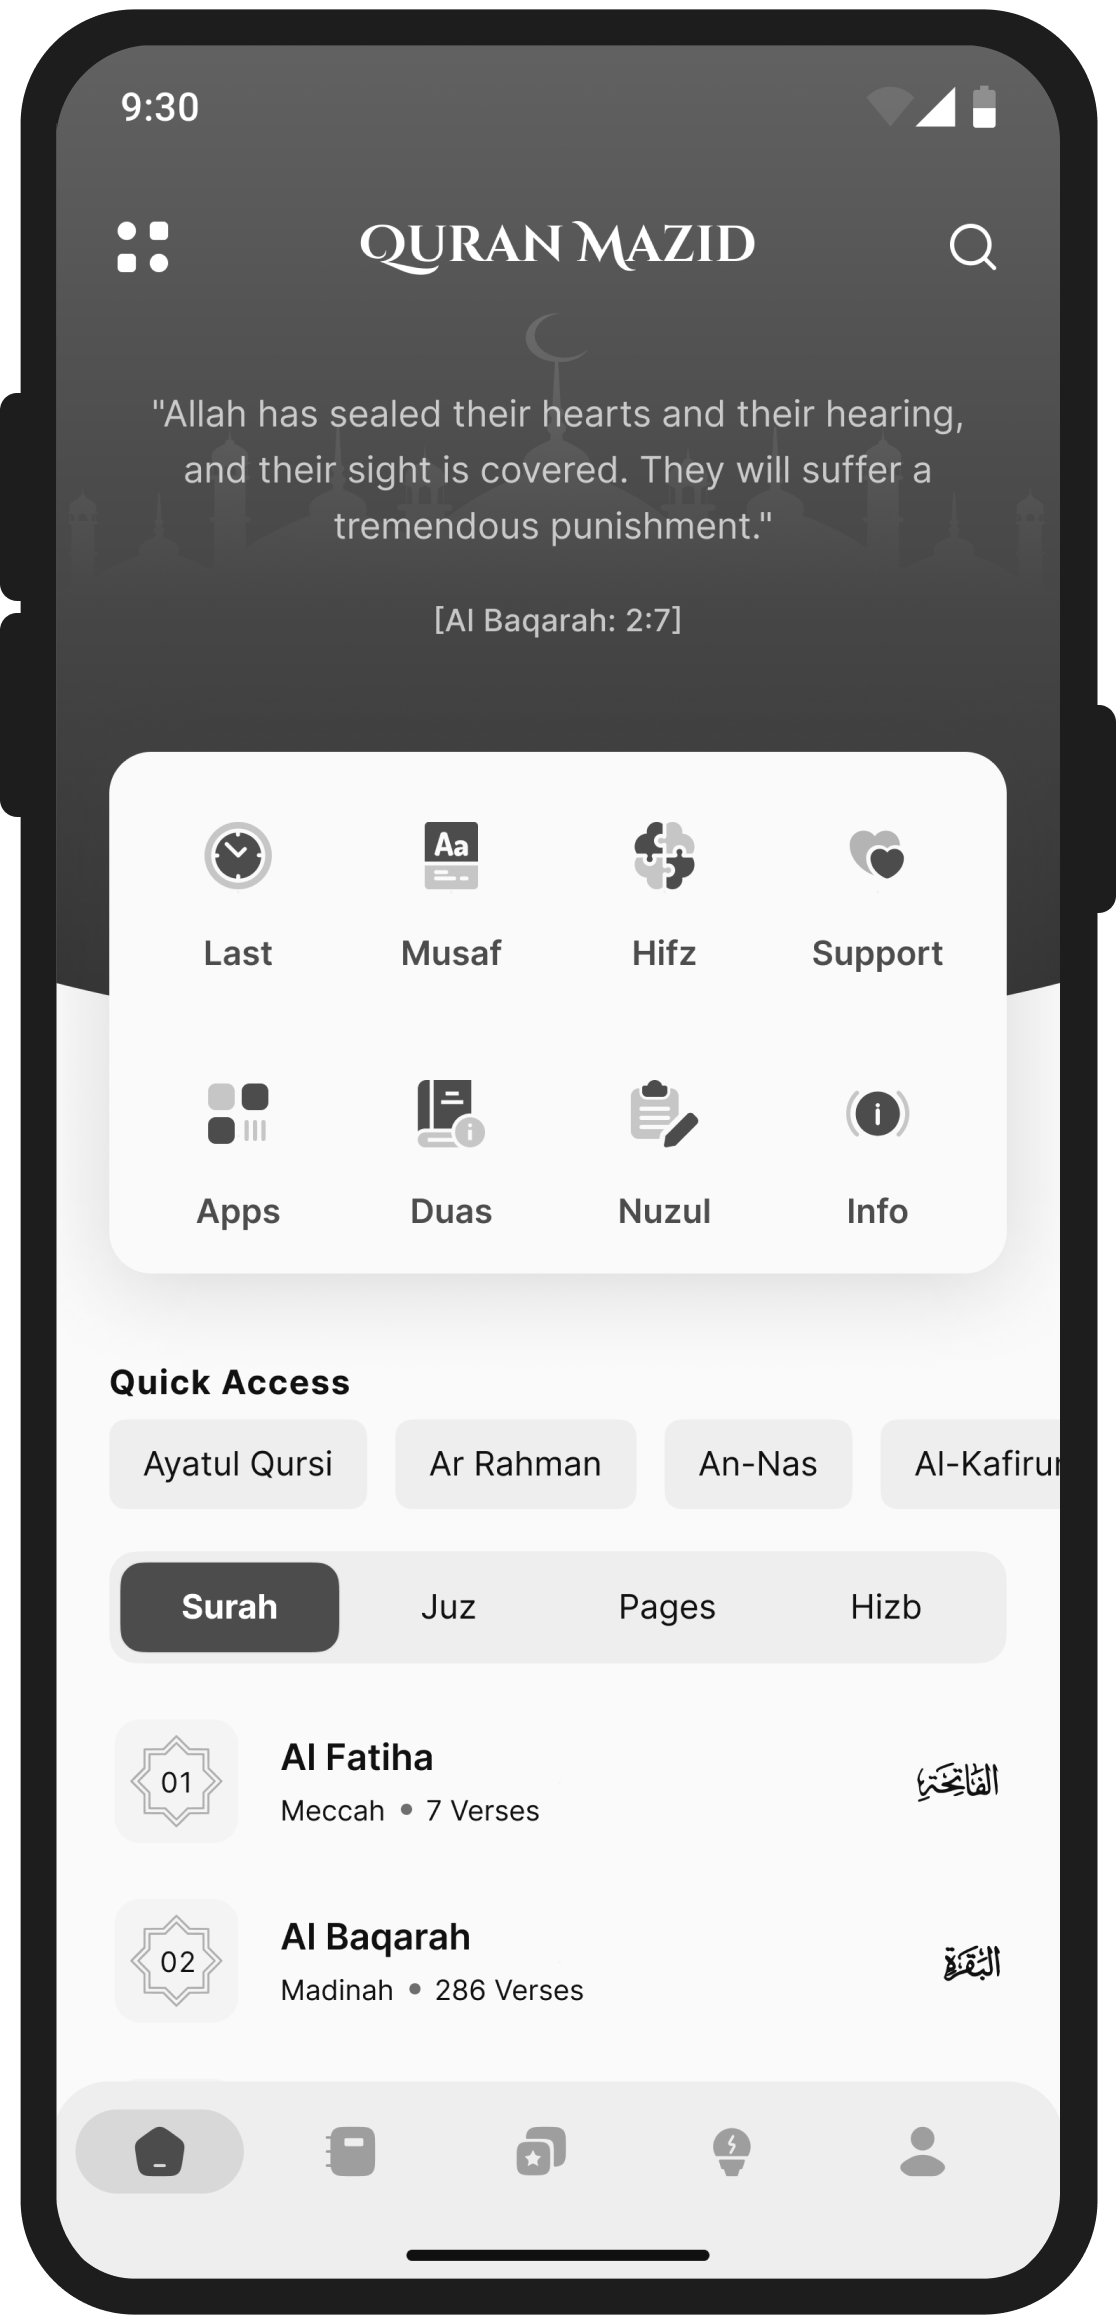 9:30
QURAN MAZID
"Allah has sealed their hearts and their hearing,
and their sight is covered. They will suffer a
tremendous punishment."
[Al Baqarah: 2:7]
Last Musaf Hifz Support
Aa
Apps Duas Nuzul Info
Quick Access
Ayatul Qursi Ar Rahman An-Nas Al-Kafirur
Surah Juz Pages Hizb
01 Al Fatiha الفَاتِحَةِ
Meccah • 7 Verses
02 Al Baqarah البَقَرَةِ
Madinah • 286 Verses